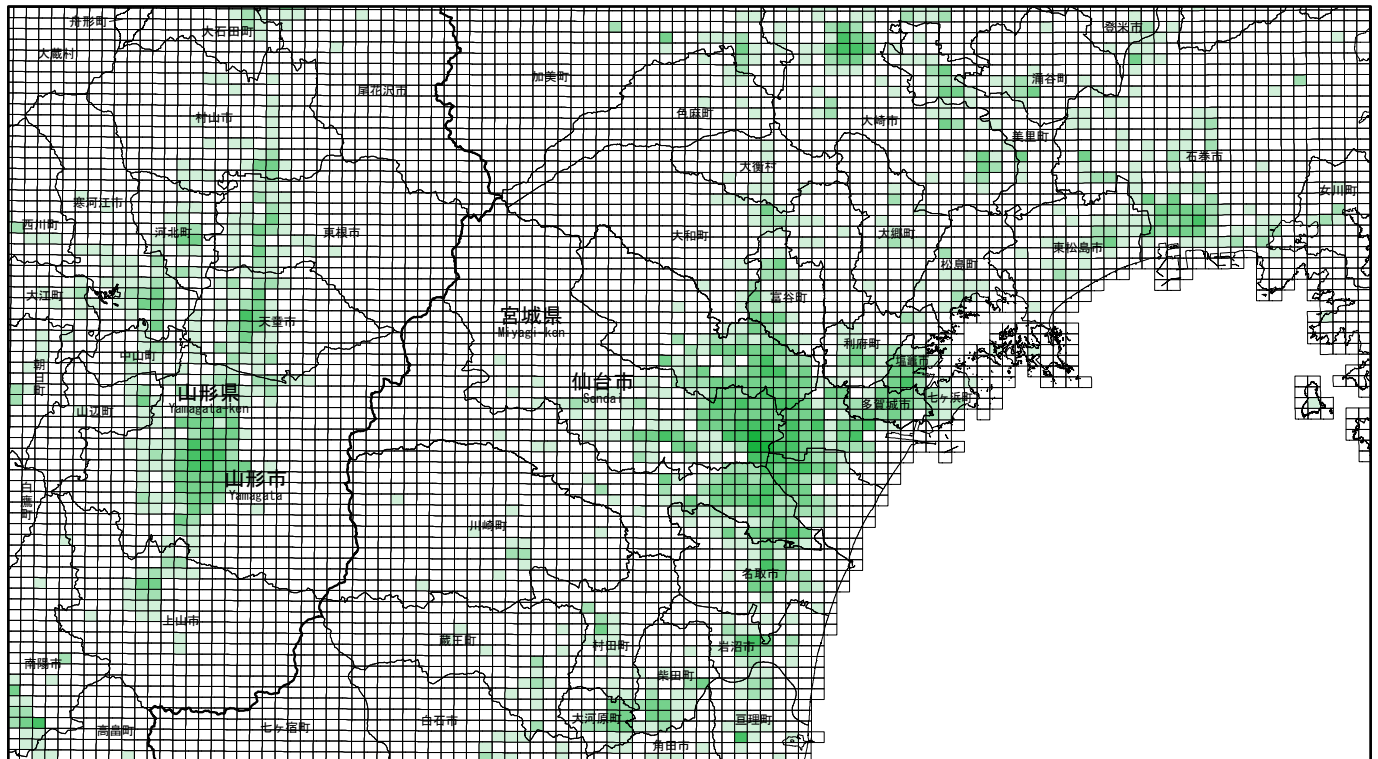 舟形町
大石田町
登米市
大蔵村
加美町
涌谷町
尾花沢市
色麻町
村山市
大崎市
美里町
石巻市
大衡村
女川町
寒河江市
西川町
河北町
東根市
大和町
大郷町
東松島市
松島町
大江町
富谷町
宮城県
Miyagi-ken
天童市
利府町
中山町
塩竈市
朝日町
仙台市
Sendai
山形県
Yamagata-ken
七ヶ浜町
多賀城市
山辺町
山形市
Yamagata
白鷹町
川崎町
名取市
上山市
蔵王町
村田町
岩沼市
南陽市
柴田町
高畠町
七ヶ宿町
白石市
大河原町
亘理町
角田市